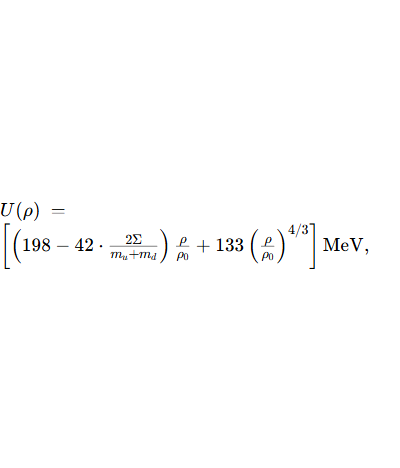 U(ρ) =
[(198 − 42 · 2Σ/(m_u+m_d)) ρ/ρ_0 + 133 (ρ/ρ_0)^{4/3}] MeV,